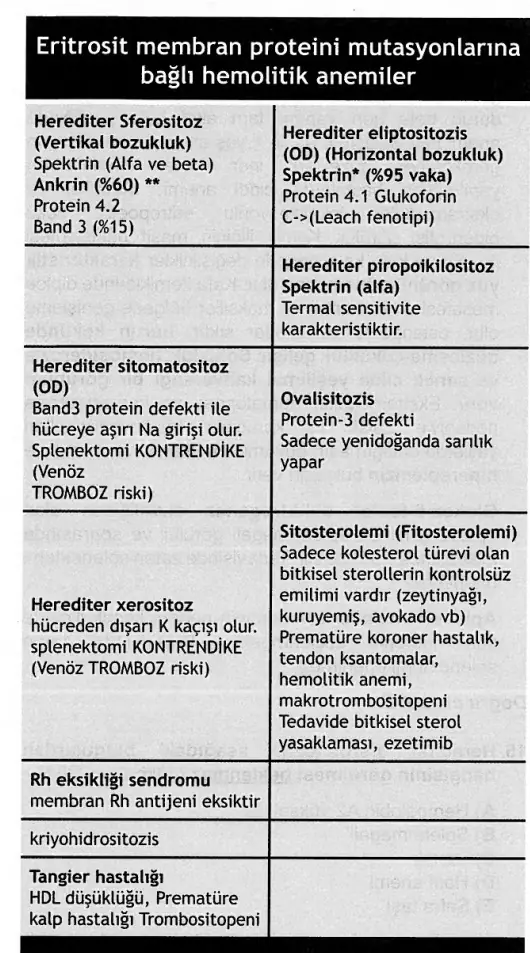 Eritrosit membran proteini mutasyonlarına
bağlı hemolitik anemiler
Herediter Sferositoz
(Vertikal bozukluk)
Spektrin (Alfa ve beta)
Ankrin (%60) **
Protein 4.2
Band 3 (%15)
Herediter eliptositozis
(OD) (Horizontal bozukluk)
Spektrin* (%95 vaka)
Protein 4.1 Glukoforin
C->(Leach fenotipi)
Herediter piropoikilositoz
Spektrin (alfa)
Termal sensitivite
karakteristiktir.
Herediter sitomatositoz
(OD)
Band3 protein defekti ile
hücreye aşırı Na girişi olur.
Splenektomi KONTRENDİKE
(Venöz
TROMBOZ riski)
Ovalisitozis
Protein-3 defekti
Sadece yenidoğanda sarılık
yapar
Herediter xerositoz
hücreden dışarı K kaçışı olur.
splenektomi KONTRENDİKE
(Venöz TROMBOZ riski)
Sitosterolemi (Fitosterolemi)
Sadece kolesterol türevi olan
bitkisel sterollerin kontrolsüz
emilimi vardır (zeytinyağı,
kuruyemiş, avokado vb)
Prematüre koroner hastalık,
tendon ksantomalar,
hemolitik anemi,
makrotrombositopeni
Tedavide bitkisel sterol
yasaklaması, ezetimib
Rh eksikliği sendromu
membran Rh antijeni eksiktir
kriyohidrositozis
Tangier hastalığı
HDL düşüklüğü, Prematüre
kalp hastalığı Trombositopeni